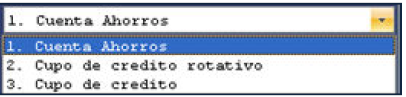 1. Cuenta Ahorros
1. Cuenta Ahorros
2. Cupo de credito rotativo
3. Cupo de credito